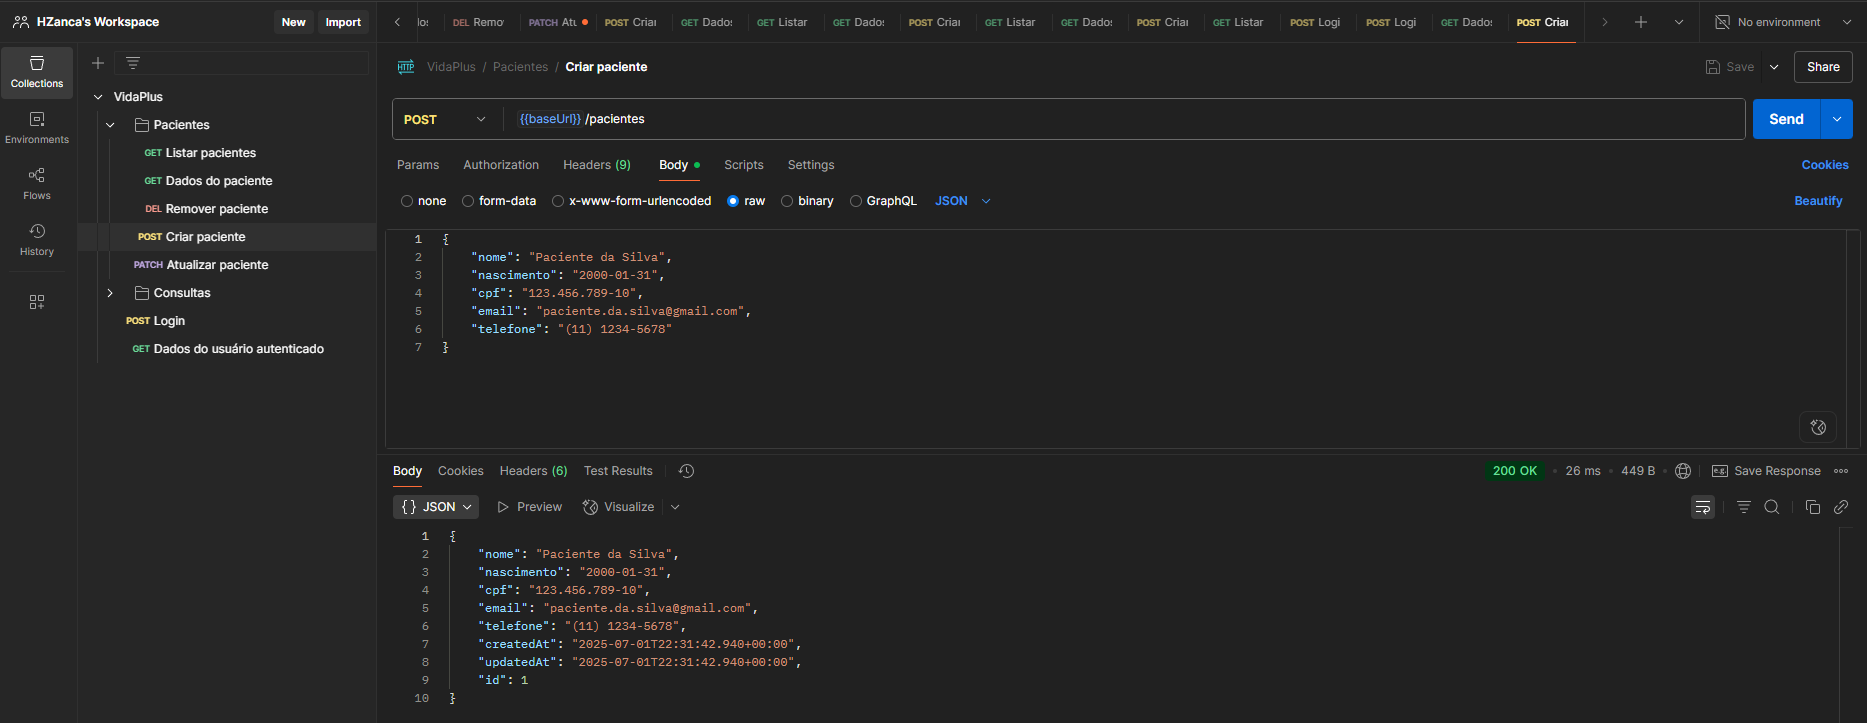 HZanca's Workspace
New
Import
DEL Remo
PATCH Atu
POST Criar
GET Dados
GET Listar
GET Dados
POST Criar
GET Listar
GET Dados
POST Criar
GET Listar
POST Logi
POST Logi
GET Dados
POST Criar
No environment
Collections
Environments
Flows
History
VidaPlus
Pacientes
GET Listar pacientes
GET Dados do paciente
DEL Remover paciente
POST Criar paciente
PATCH Atualizar paciente
Consultas
POST Login
GET Dados do usuário autenticado
HTTP VidaPlus / Pacientes / Criar paciente
Save
Share
POST
{{baseUrl}} /pacientes
Send
Params Authorization Headers (9) Body Scripts Settings
Cookies
none form-data x-www-form-urlencoded raw binary GraphQL JSON
Beautify
1 {
2 "nome": "Paciente da Silva",
3 "nascimento": "2000-01-31",
4 "cpf": "123.456.789-10",
5 "email": "paciente.da.silva@gmail.com",
6 "telefone": "(11) 1234-5678"
7 }
Body Cookies Headers (6) Test Results
200 OK • 26 ms • 449 B
e.g. Save Response
{} JSON Preview Visualize
1 {
2 "nome": "Paciente da Silva",
3 "nascimento": "2000-01-31",
4 "cpf": "123.456.789-10",
5 "email": "paciente.da.silva@gmail.com",
6 "telefone": "(11) 1234-5678",
7 "createdAt": "2025-07-01T22:31:42.940+00:00",
8 "updatedAt": "2025-07-01T22:31:42.940+00:00",
9 "id": 1
10 }